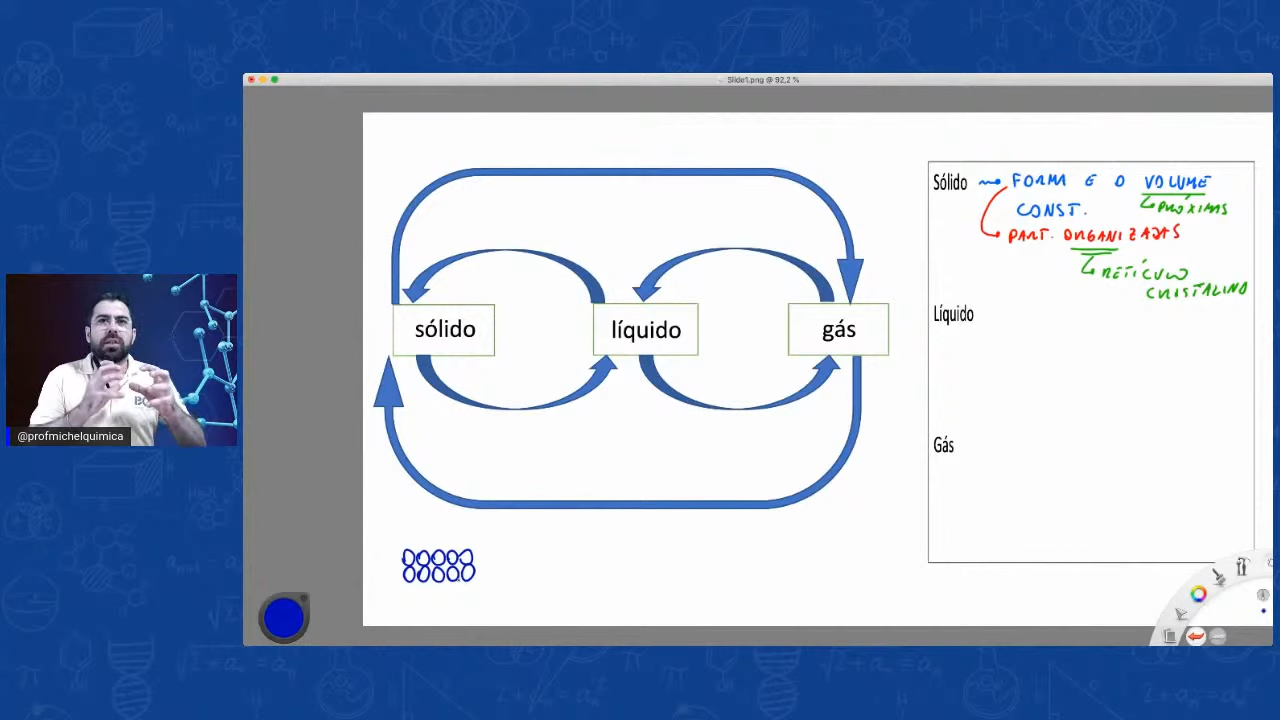 Slide1.png @ 92,2 %
sólido
líquido
gás
Sólido FORMA E O VOLUME
CONST. PRÓXIMAS
PART. ORGANIZADAS
RETÍCULO
CRISTALINO
Líquido
Gás
@profmichelquimica